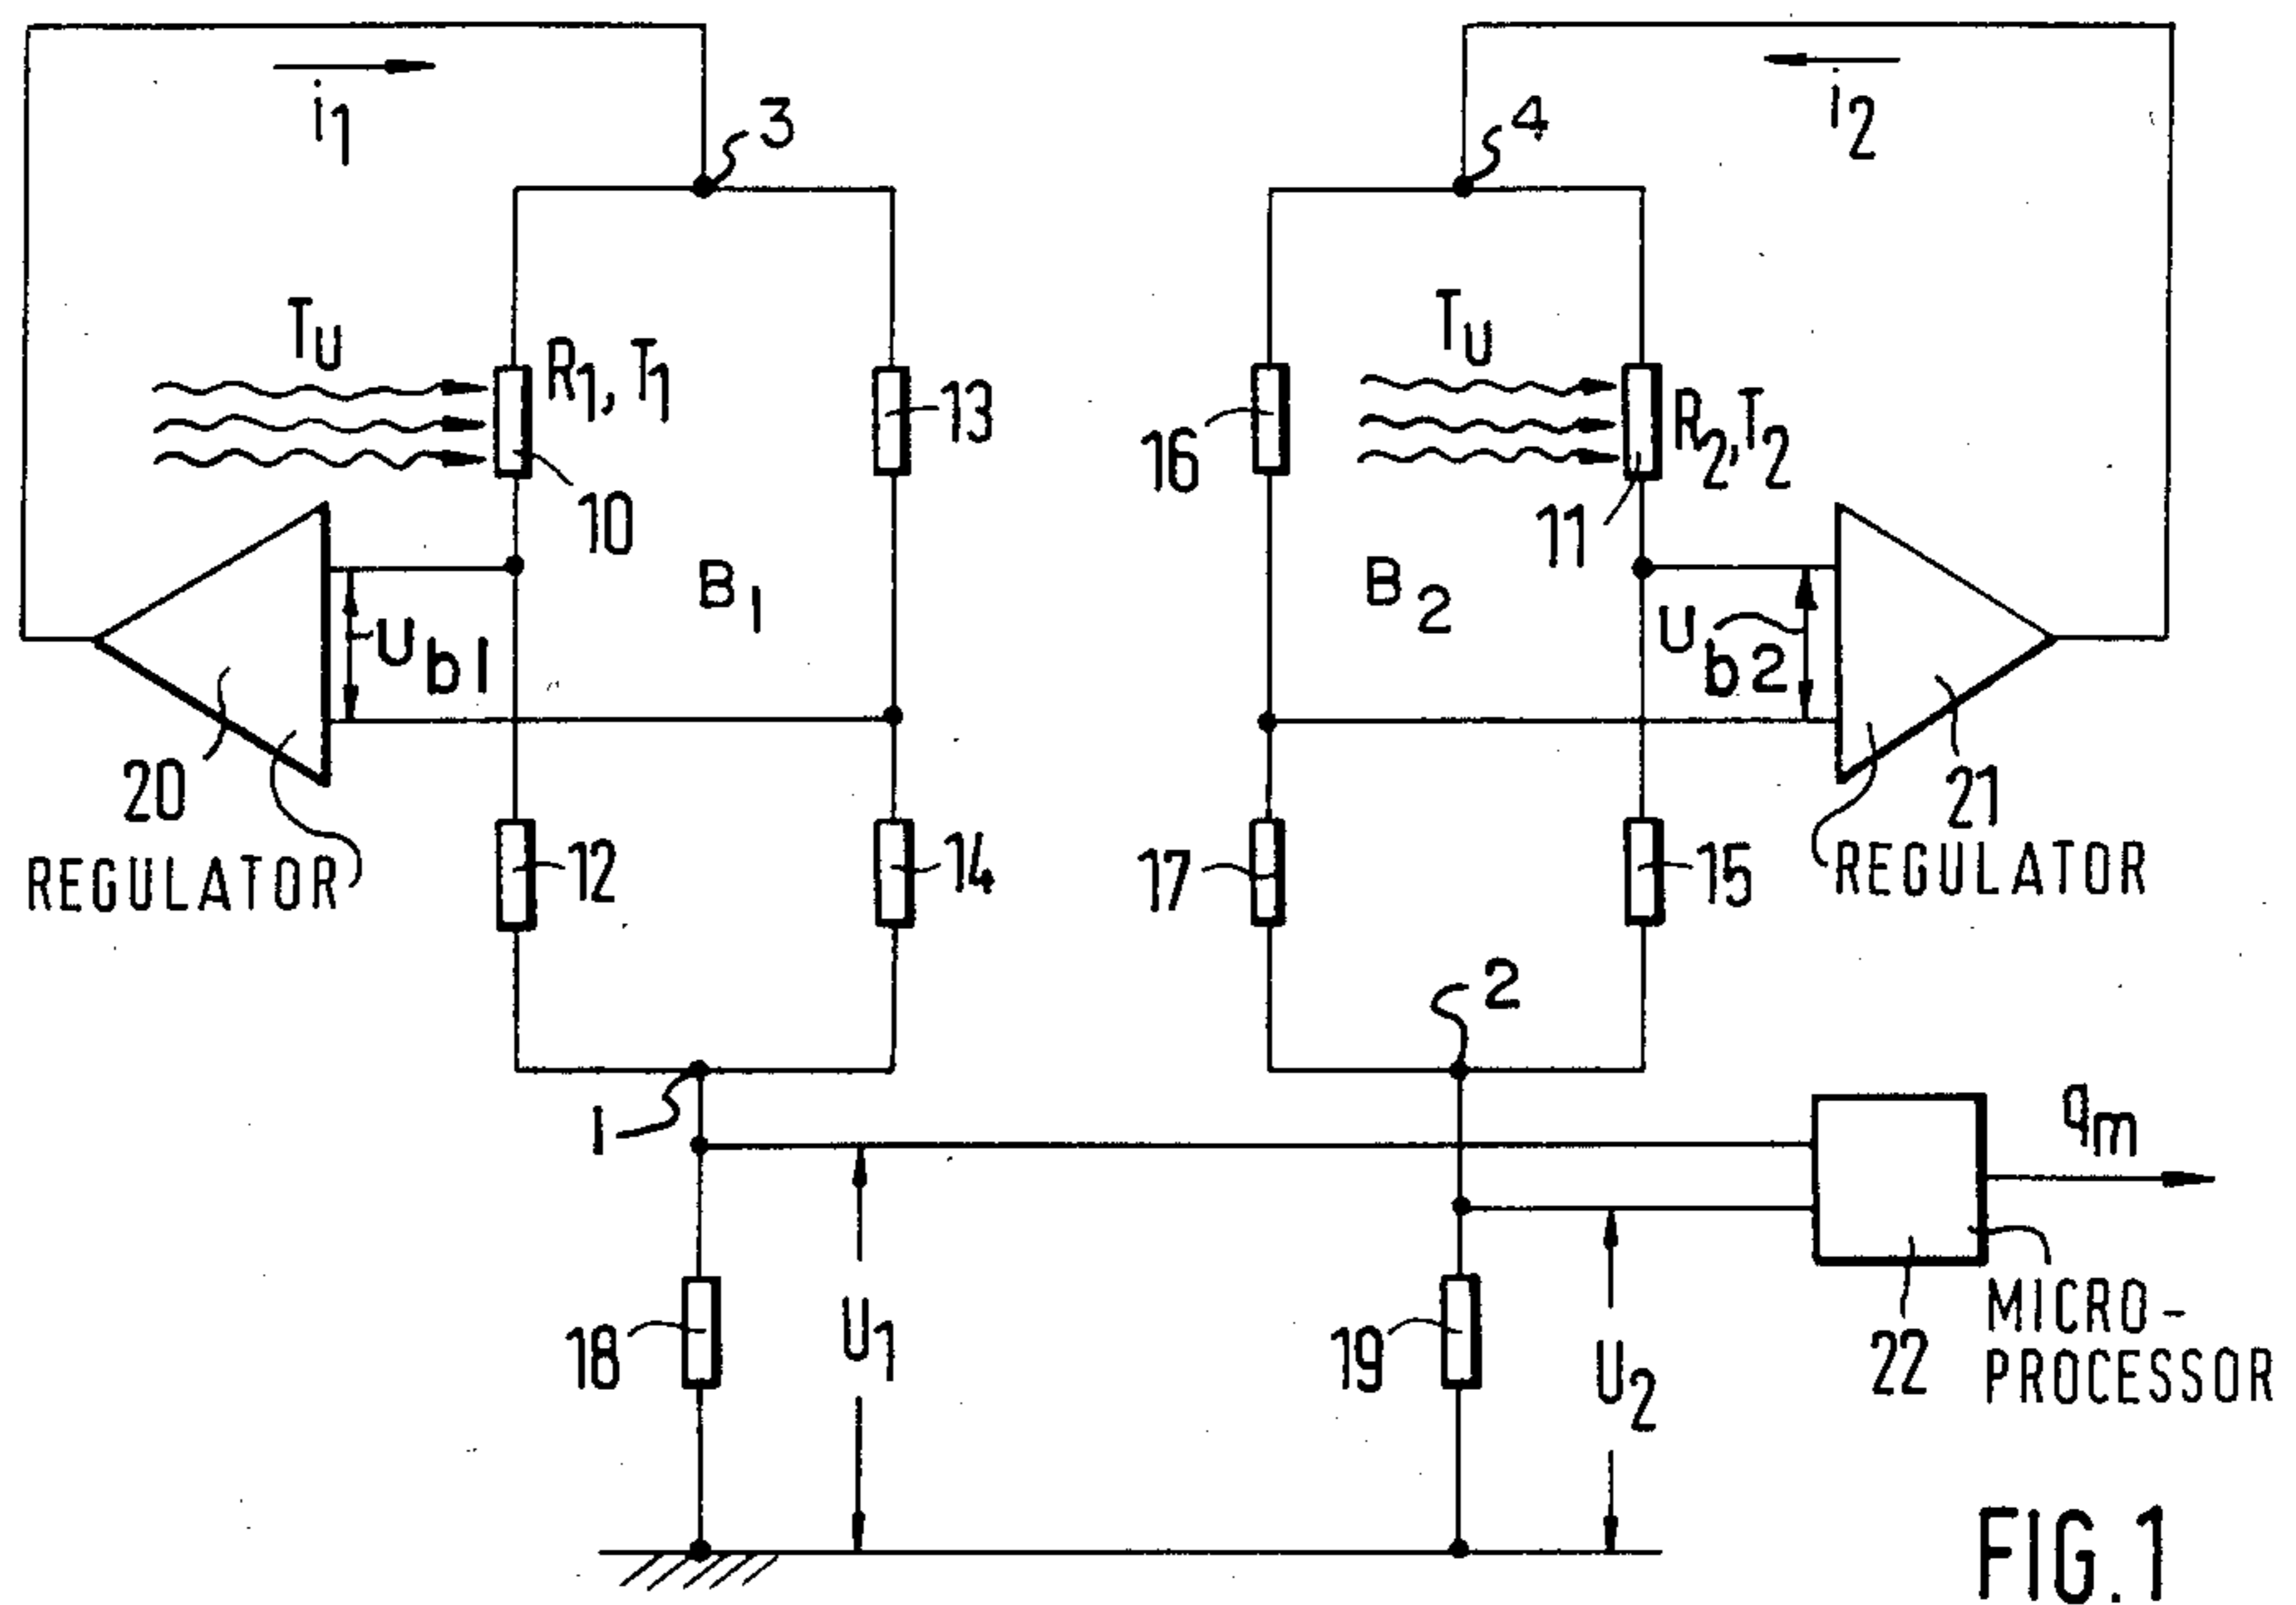 i1
3
4
i2
TU
R1, T1
13
16
TU
R2, T2
10
11
B1
B2
Ub1
Ub2
20
REGULATOR
12
14
17
15
21
REGULATOR
2
1
qm
18
U1
19
U2
22
MICRO-
PROCESSOR
FIG.1